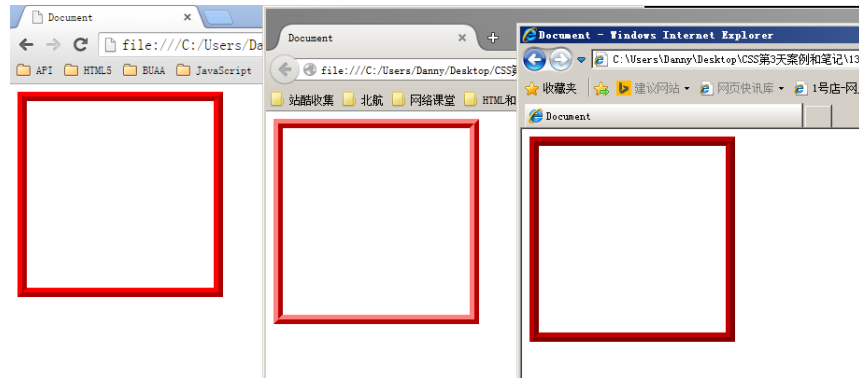 Document
file:///C:/Users/Da
API HTML5 BUAA JavaScript
Document
file:///C:/Users/Danny/Desktop/CSS
站酷收集 北航 网络课堂 HTML和
Document - Windows Internet Explorer
C:\Users\Danny\Desktop\CSS第3天案例和笔记\13
收藏夹 建议网站 网页快讯库 1号店-网
Document